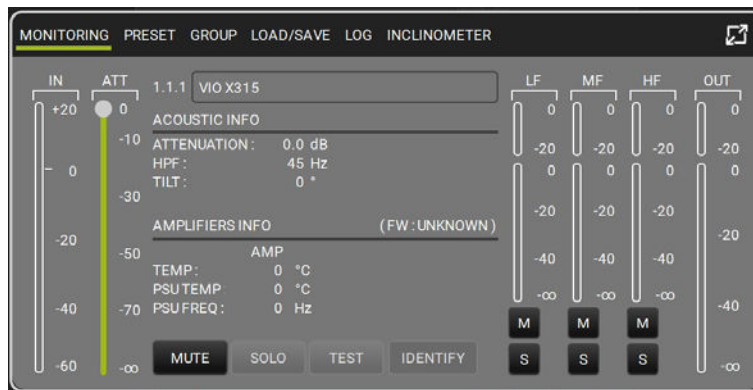 MONITORING PRESET GROUP LOAD/SAVE LOG INCLINOMETER
IN ATT 1.1.1 VIO X315 LF MF HF OUT
+20 0 0 0 0 0
ACOUSTIC INFO
-10 ATTENUATION: 0.0 dB -20 -20 -20 -20
0 HPF: 45 Hz 0 0 0 0
TILT: 0 °
-30
-20 -20 -20
-20 AMPLIFIERS INFO (FW:UNKNOWN) -20
-50 AMP -40 -40 -40
TEMP: 0 °C
PSU TEMP: 0 °C -∞ -∞ -∞
-40 -70 PSU FREQ: 0 Hz -40
M M M
-60 -∞ MUTE SOLO TEST IDENTIFY S S S -∞